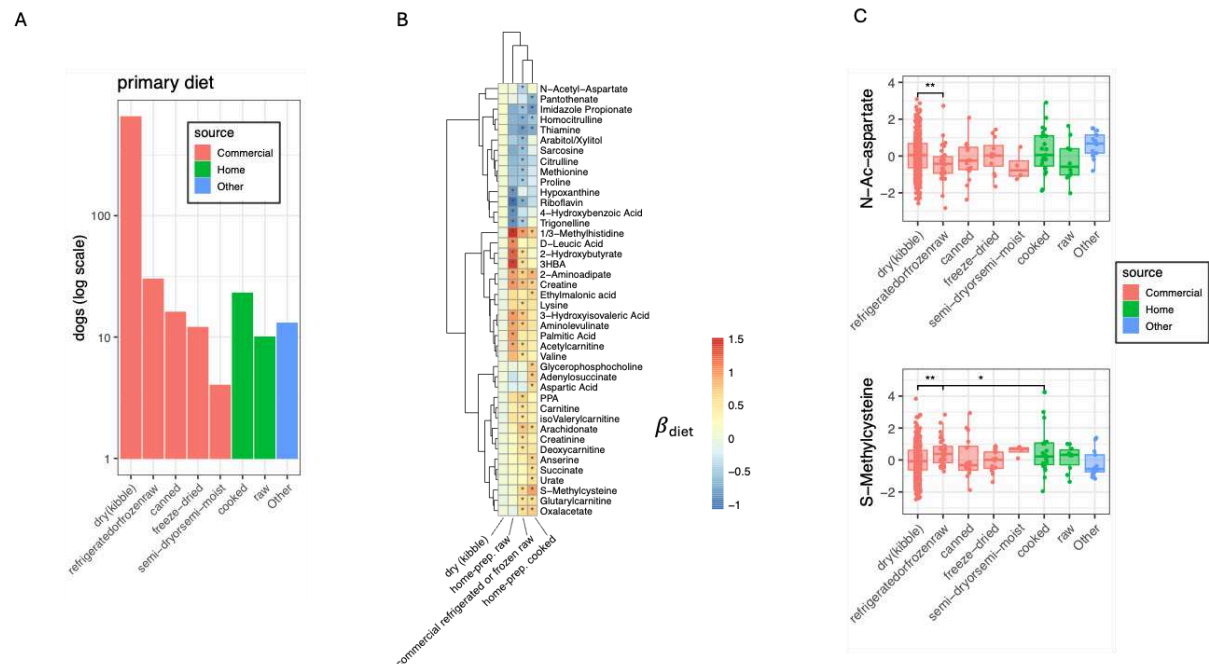 A
primary diet
source
Commercial
Home
Other
100
10
1
dogs (log scale)
dry(kibble)
refrigeratedorfrozenraw
canned
freeze-dried
semi-dryorsemi-moist
cooked
raw
Other
B
N-Acetyl-Aspartate
Pantothenate
Imidazole Propionate
Homocitrulline
Thiamine
Arabitol/Xylitol
Sarcosine
Citrulline
Methionine
Proline
Hypoxanthine
Riboflavin
4-Hydroxybenzoic Acid
Trigonelline
1/3-Methylhistidine
D-Leucic Acid
2-Hydroxybutyrate
3HBA
2-Aminoadipate
Creatine
Ethylmalonic acid
Lysine
3-Hydroxyisovaleric Acid
Aminolevulinate
Palmitic Acid
Acetylcarnitine
Valine
Glycerophosphocholine
Adenylosuccinate
Aspartic Acid
PPA
Carnitine
isoValerylcarnitine
Arachidonate
Creatinine
Deoxycarnitine
Anserine
Succinate
Urate
S-Methylcysteine
Glutarylcarnitine
Oxalacetate
dry (kibble)
home-prep. raw
commercial refrigerated or frozen raw
home-prep. cooked
βdiet
1.5
1
0.5
0
-0.5
-1
C
N-Ac-aspartate
4
2
0
-2
**
dry(kibble)
refrigeratedorfrozenraw
canned
freeze-dried
semi-dryorsemi-moist
cooked
raw
Other
source
Commercial
Home
Other
S-Methylcysteine
4
2
0
-2
** *
dry(kibble)
refrigeratedorfrozenraw
canned
freeze-dried
semi-dryorsemi-moist
cooked
raw
Other